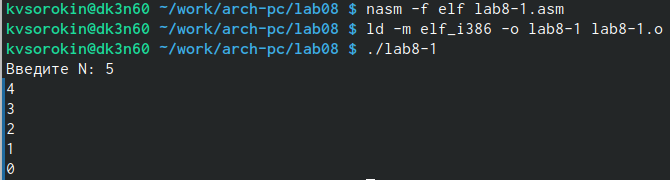 kvsorokin@dk3n60 ~/work/arch-pc/lab08 $ nasm -f elf lab8-1.asm
kvsorokin@dk3n60 ~/work/arch-pc/lab08 $ ld -m elf_i386 -o lab8-1 lab8-1.o
kvsorokin@dk3n60 ~/work/arch-pc/lab08 $ ./lab8-1
Введите N: 5
4
3
2
1
0